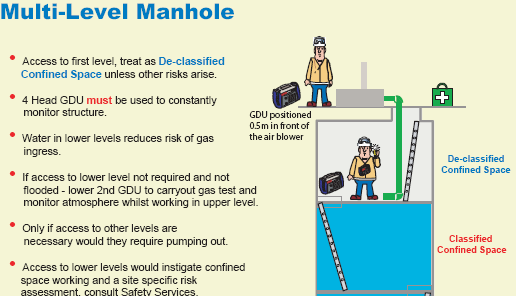 Multi-Level Manhole
• Access to first level, treat as De-classified
Confined Space unless other risks arise.
• 4 Head GDU must be used to constantly
monitor structure.
• Water in lower levels reduces risk of gas
ingress.
• If access to lower level not required and not
flooded - lower 2nd GDU to carryout gas test and
monitor atmosphere whilst working in upper level.
• Only if access to other levels are
necessary would they require pumping out.
• Access to lower levels would instigate confined
space working and a site specific risk
assessment, consult Safety Services.
GDU positioned
0.5m in front of
the air blower
De-classified
Confined Space
Classified
Confined Space